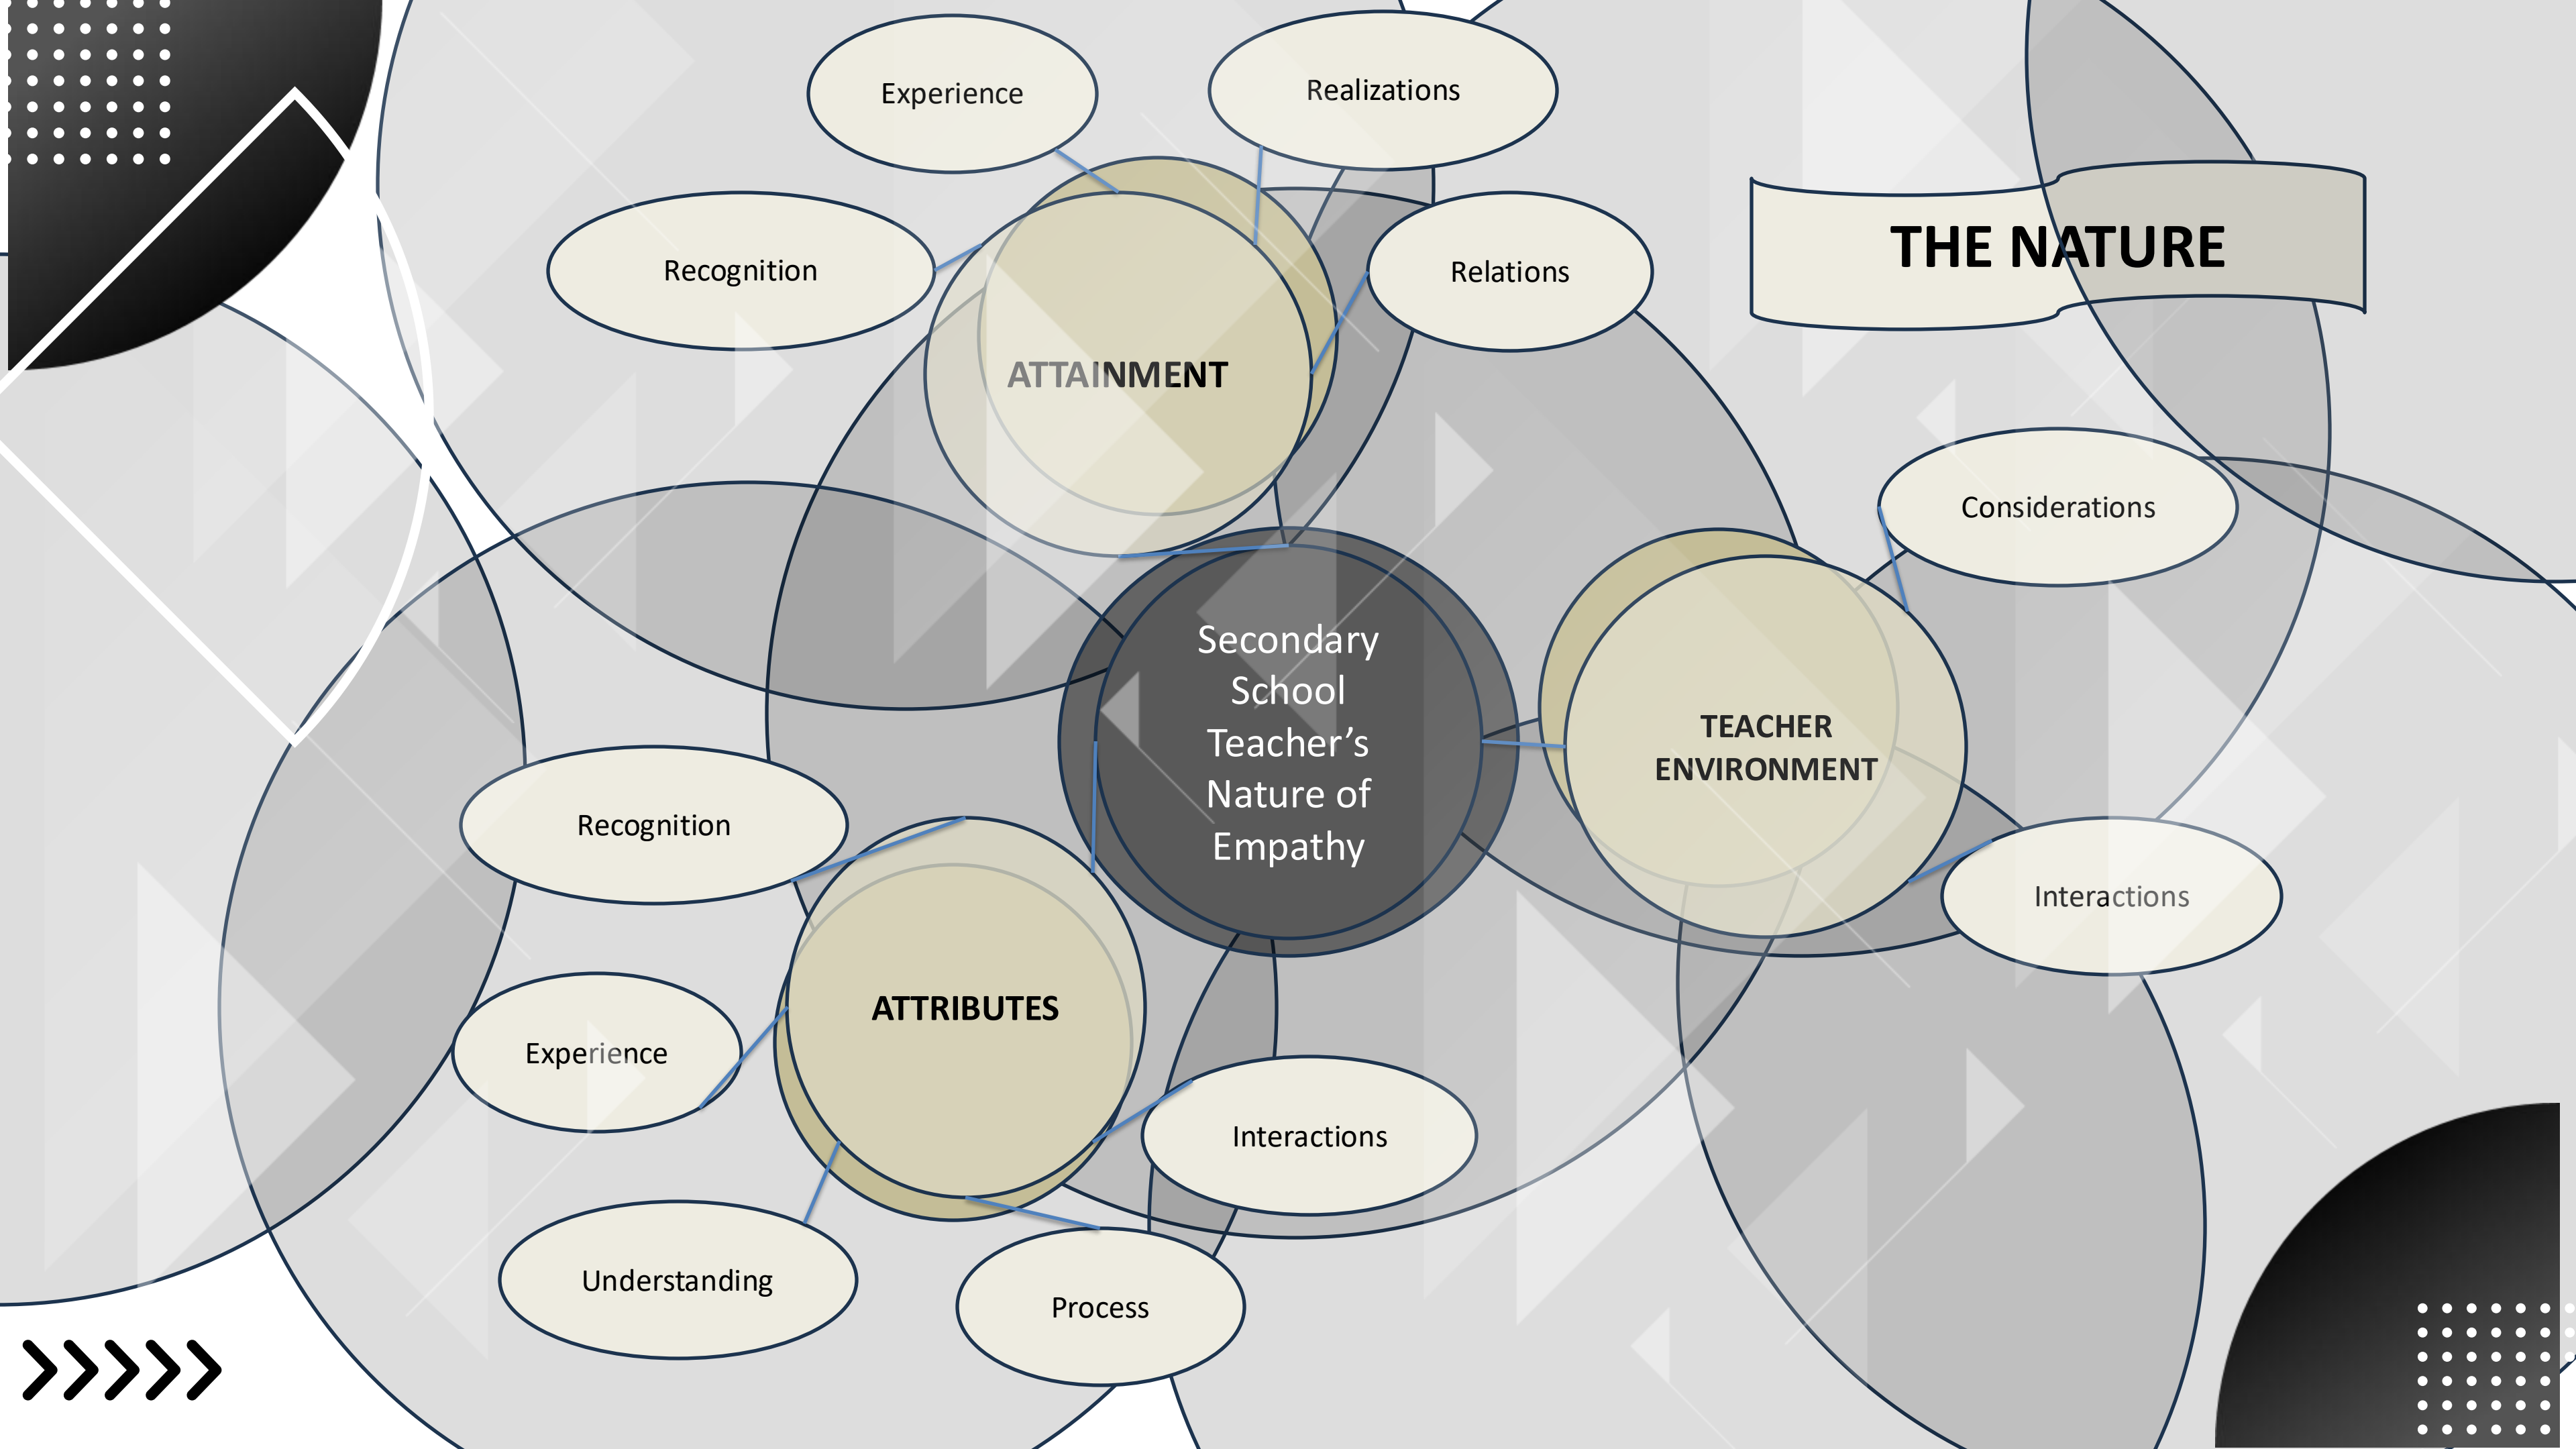 Experience
Realizations
Recognition
Relations
THE NATURE
ATTAINMENT
Considerations
Secondary
School
Teacher’s
Nature of
Empathy
TEACHER
ENVIRONMENT
Recognition
Interactions
ATTRIBUTES
Experience
Interactions
Understanding
Process